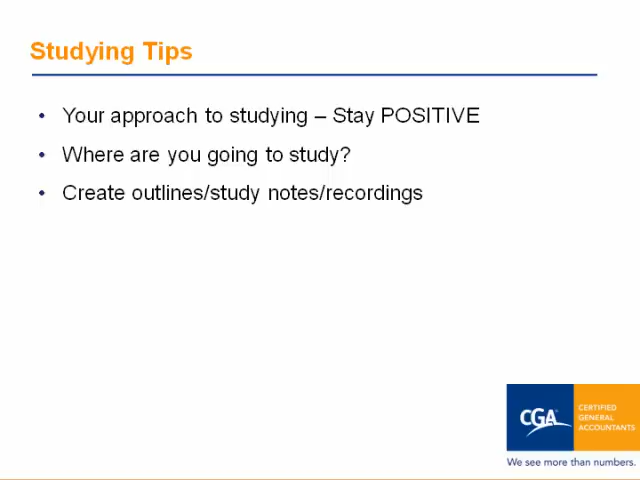 Studying Tips
• Your approach to studying – Stay POSITIVE
• Where are you going to study?
• Create outlines/study notes/recordings
CGA
CERTIFIED
GENERAL
ACCOUNTANTS
We see more than numbers.